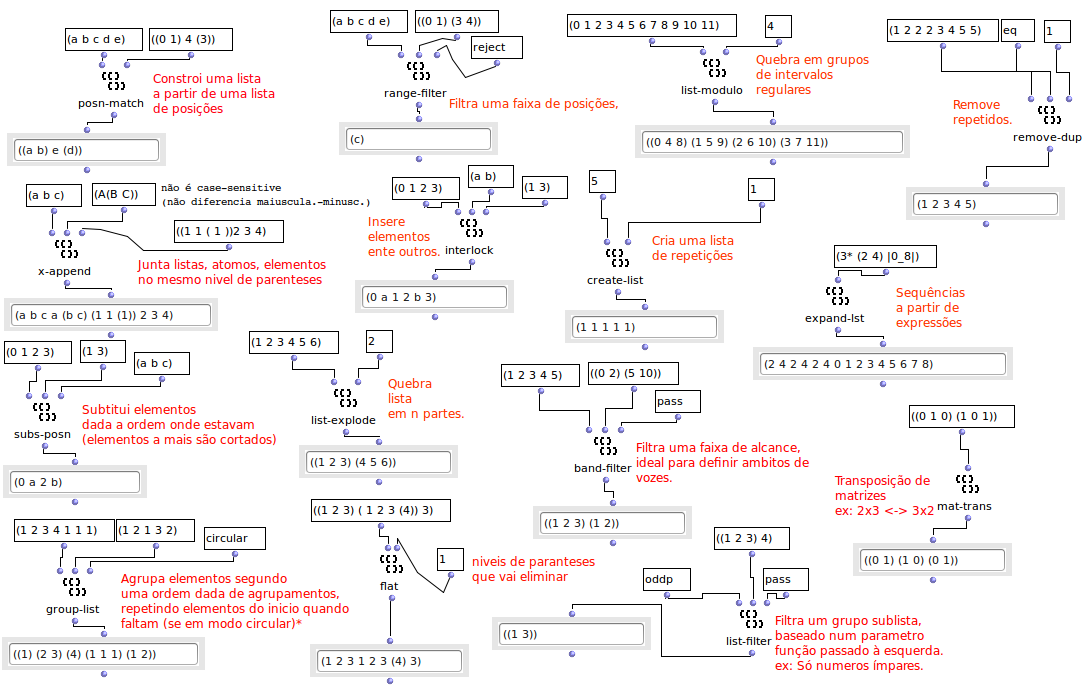 (a b c d e)
((0 1) 4 (3))
posn-match
Constroi uma lista
a partir de uma lista
de posições
((a b) e (d))
(a b c d e)
((0 1) (3 4))
reject
range-filter
Filtra uma faixa de posições,
(c)
(0 1 2 3 4 5 6 7 8 9 10 11)
4
list-modulo
Quebra em grupos
de intervalos
regulares
((0 4 8) (1 5 9) (2 6 10) (3 7 11))
(1 2 2 2 3 4 5 5)
eq
1
Remove
repetidos.
remove-dup
(1 2 3 4 5)
(a b c)
(A(B C))
não é case-sensitive
(não diferencia maiuscula.-minusc.)
((1 1 ( 1 ))2 3 4)
x-append
Junta listas, atomos, elementos
no mesmo nivel de parenteses
(a b c a (b c) (1 1 (1)) 2 3 4)
(0 1 2 3)
(a b)
(1 3)
Insere
elementos
ente outros.
interlock
(0 a 1 2 b 3)
5
1
Cria uma lista
de repetições
create-list
(1 1 1 1 1)
(3* (2 4) |0_8|)
expand-lst
Sequências
a partir de
expressões
(2 4 2 4 2 4 0 1 2 3 4 5 6 7 8)
(0 1 2 3)
(1 3)
(a b c)
subs-posn
Subtitui elementos
dada a ordem onde estavam
(elementos a mais são cortados)
(0 a 2 b)
(1 2 3 4 5 6)
2
list-explode
Quebra
lista
em n partes.
((1 2 3) (4 5 6))
(1 2 3 4 5)
((0 2) (5 10))
pass
band-filter
Filtra uma faixa de alcance,
ideal para definir ambitos de
vozes.
((1 2 3) (1 2))
((0 1 0) (1 0 1))
Transposição de
matrizes
ex: 2x3 <-> 3x2
mat-trans
((0 1) (1 0) (0 1))
(1 2 3 4 1 1 1)
(1 2 1 3 2)
circular
group-list
Agrupa elementos segundo
uma ordem dada de agrupamentos,
repetindo elementos do inicio quando
faltam (se em modo circular)*
((1) (2 3) (4) (1 1 1) (1 2))
((1 2 3) ( 1 2 3 (4)) 3)
1
flat
niveis de paranteses
que vai eliminar
(1 2 3 1 2 3 (4) 3)
((1 2 3) 4)
oddp
pass
list-filter
Filtra um grupo sublista,
baseado num parametro
função passado à esquerda.
ex: Só numeros ímpares.
((1 3))